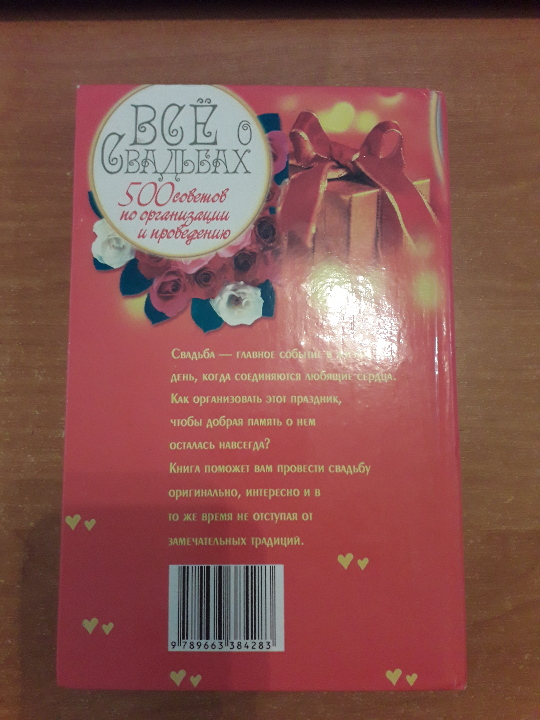 ВСЁ О
СВАДЬБАХ
500 советов
по организации
и проведению
Свадьба — главное событие в
день, когда соединяются любящие сердца.
Как организовать этот праздник,
чтобы добрая память о нем
осталась навсегда?
Книга поможет вам провести свадьбу
оригинально, интересно и в
то же время не отступая от
замечательных традиций.
9 789663 384283